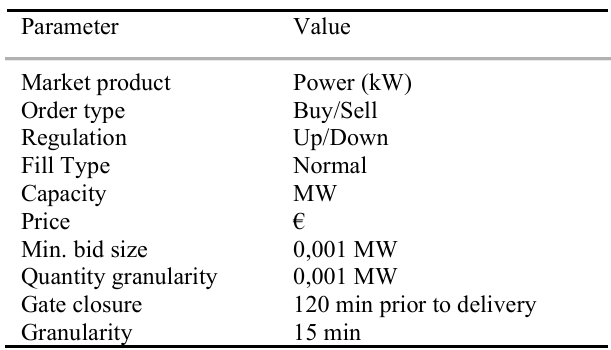 Parameter Value
Market product Power (kW)
Order type Buy/Sell
Regulation Up/Down
Fill Type Normal
Capacity MW
Price €
Min. bid size 0,001 MW
Quantity granularity 0,001 MW
Gate closure 120 min prior to delivery
Granularity 15 min